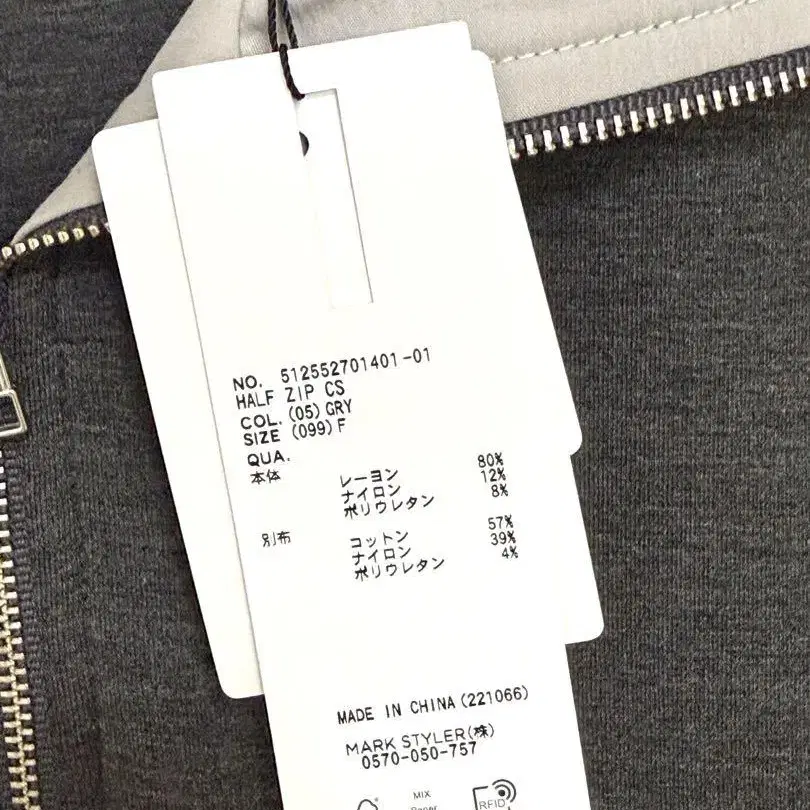 NO. 512552701401-01
HALF ZIP CS
COL. (05) GRY
SIZE (099) F
QUA.
本体 レーヨン 80%
ナイロン 12%
ポリウレタン 8%
別布 コットン 57%
ナイロン 39%
ポリウレタン 4%
MADE IN CHINA (221066)
MARK STYLER(株)
0570-050-757
MIX
Paper
RFID